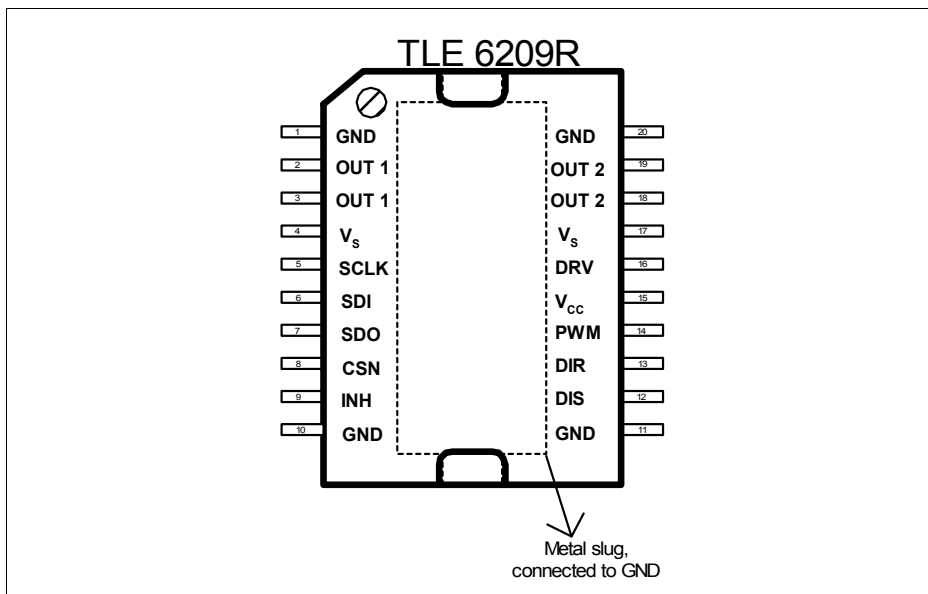 TLE 6209R
1 GND GND 20
2 OUT 1 OUT 2 19
3 OUT 1 OUT 2 18
4 VS VS 17
5 SCLK DRV 16
6 SDI VCC 15
7 SDO PWM 14
8 CSN DIR 13
9 INH DIS 12
10 GND GND 11
Metal slug,
connected to GND